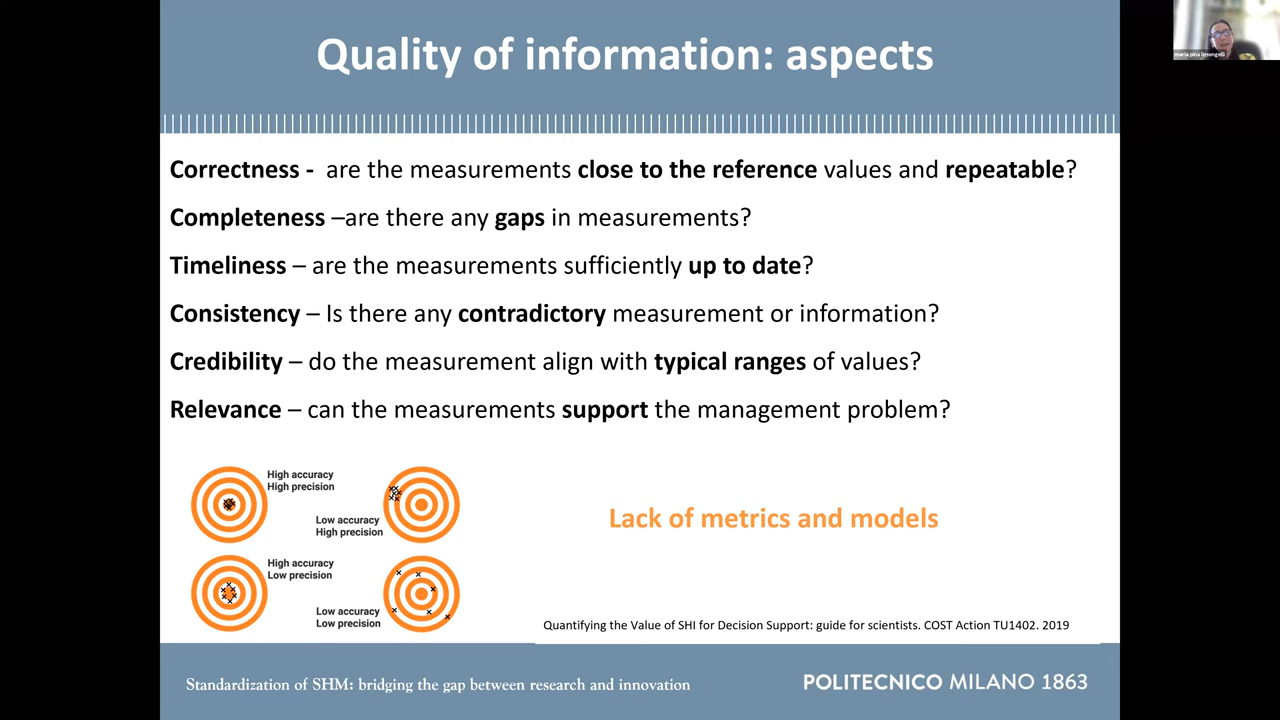 Quality of information: aspects
maria pina limongelli
Correctness - are the measurements close to the reference values and repeatable?
Completeness –are there any gaps in measurements?
Timeliness – are the measurements sufficiently up to date?
Consistency – Is there any contradictory measurement or information?
Credibility – do the measurement align with typical ranges of values?
Relevance – can the measurements support the management problem?
High accuracy
High precision
Low accuracy
High precision
High accuracy
Low precision
Low accuracy
Low precision
Lack of metrics and models
Quantifying the Value of SHI for Decision Support: guide for scientists. COST Action TU1402. 2019
Standardization of SHM: bridging the gap between research and innovation
POLITECNICO MILANO 1863